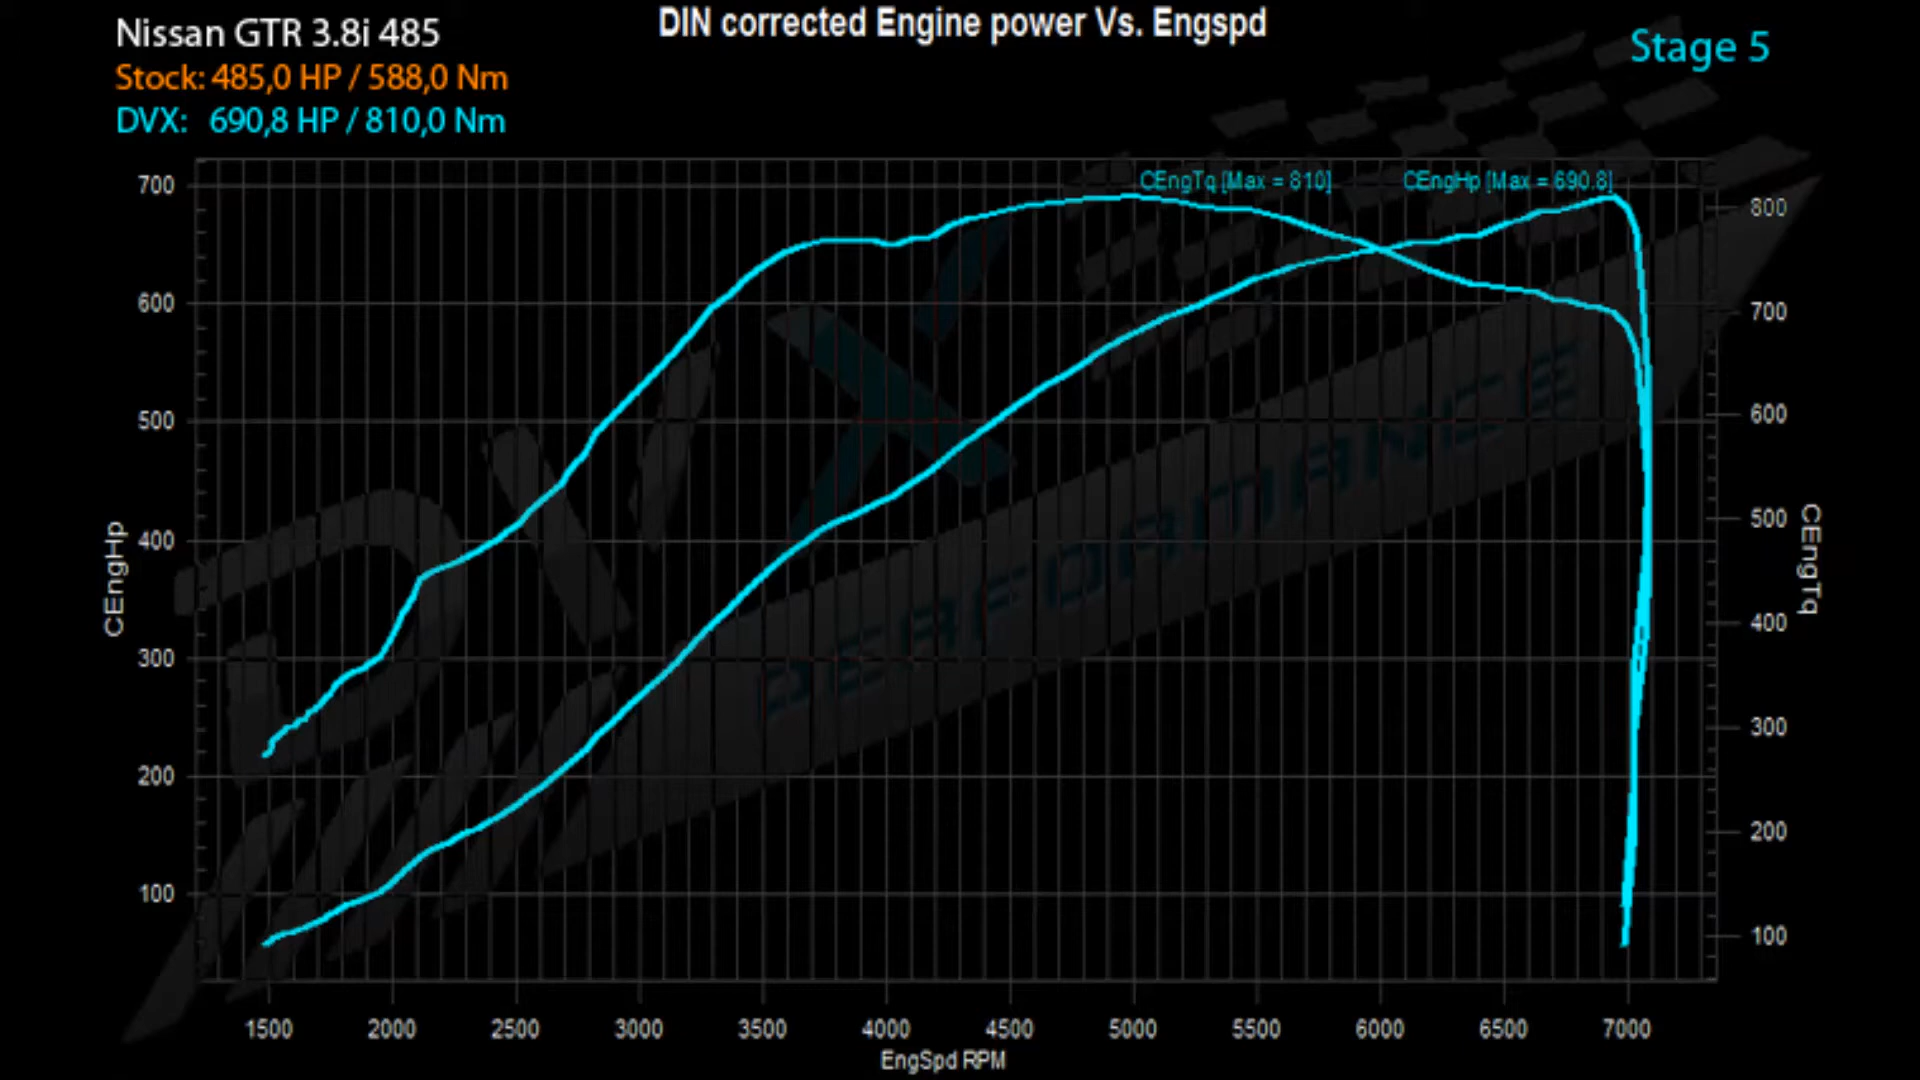 Nissan GTR 3.8i 485
DIN corrected Engine power Vs. Engspd
Stage 5
Stock: 485,0 HP / 588,0 Nm
DVX: 690,8 HP / 810,0 Nm
CEngTq [Max = 810]
CEngHp [Max = 690.8]
700
600
500
400
300
200
100
CEngHp
800
700
600
500
400
300
200
100
CEngTq
DVX
PERFORMANCE
1500 2000 2500 3000 3500 4000 4500 5000 5500 6000 6500 7000
EngSpd RPM